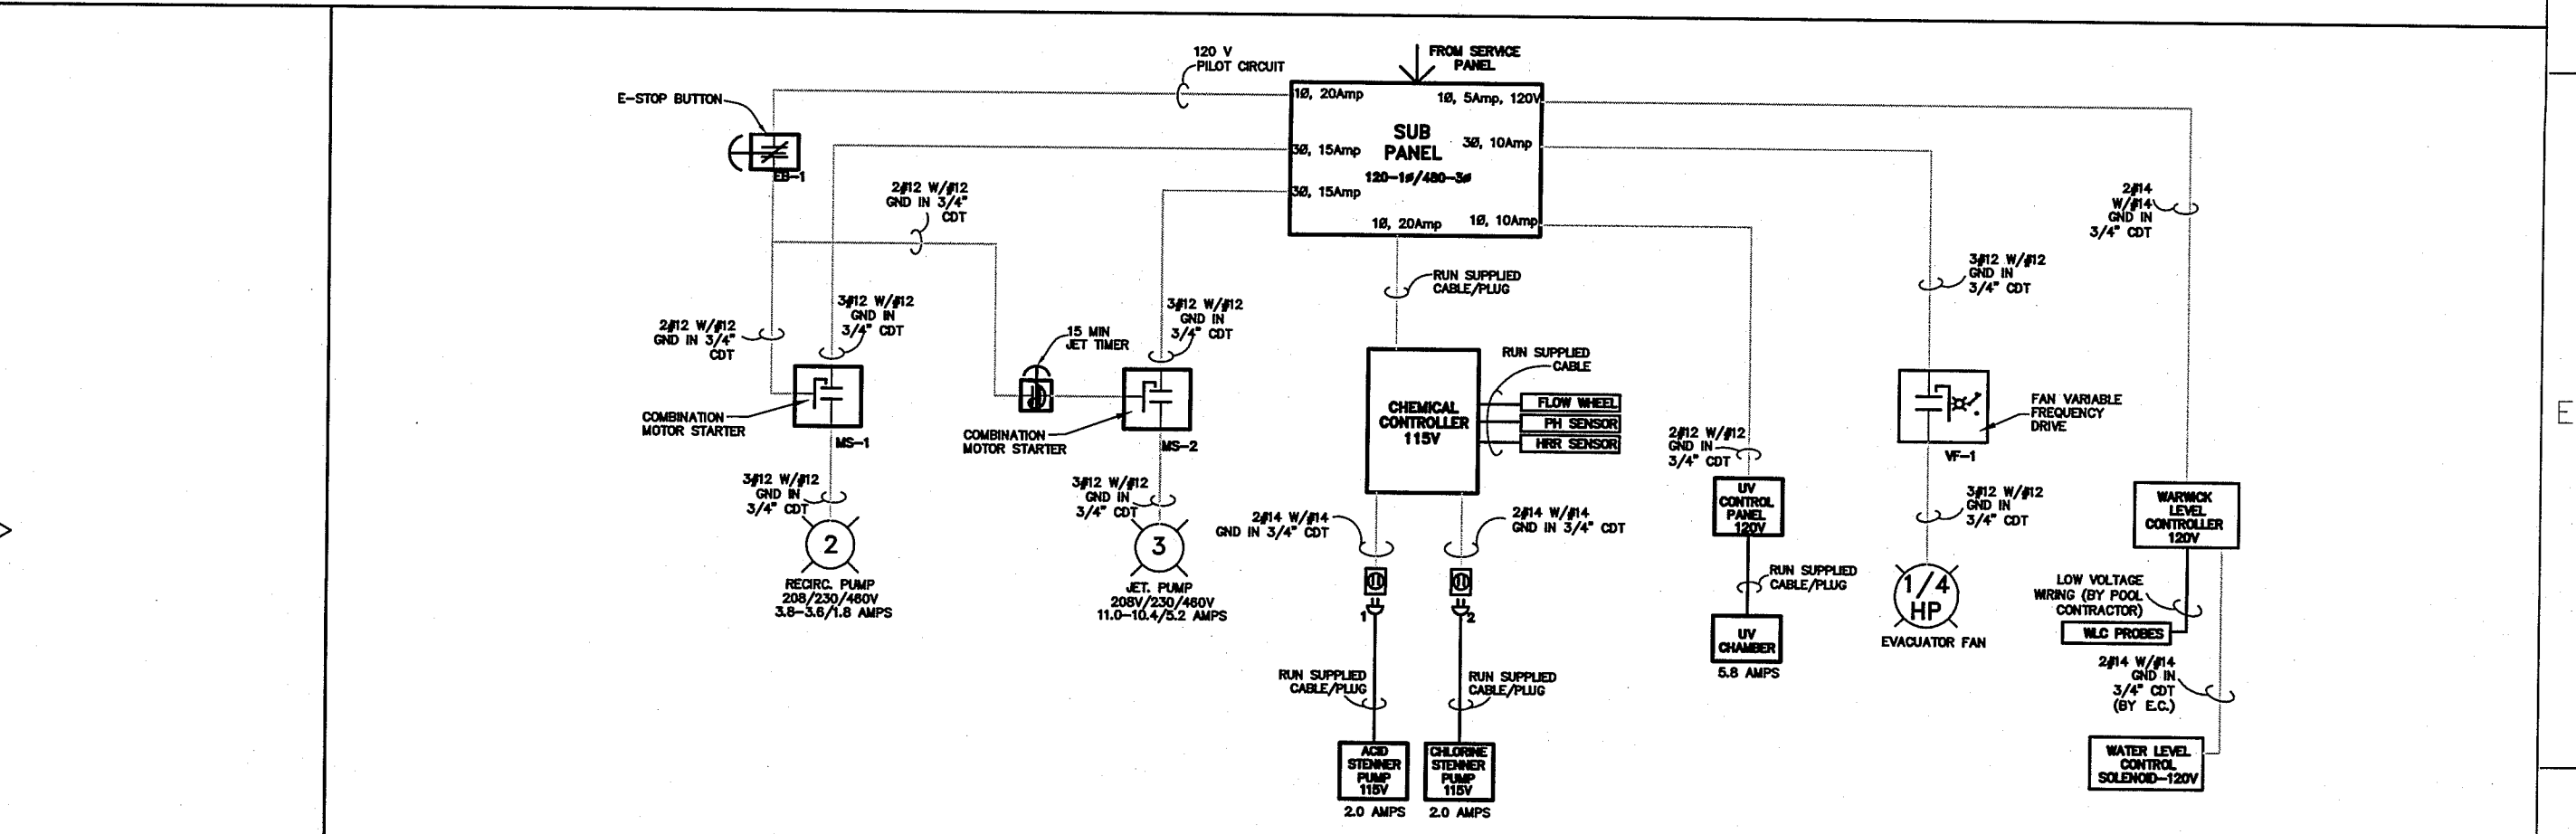 120 V
PILOT CIRCUIT
FROM SERVICE
PANEL
E-STOP BUTTON
EB-1
1Ø, 20Amp
1Ø, 5Amp, 120V
SUB
PANEL
120-1ø/480-3ø
3Ø, 15Amp
3Ø, 10Amp
3Ø, 15Amp
1Ø, 20Amp
1Ø, 10Amp
2#12 W/#12
GND IN 3/4"
CDT
2#12 W/#12
GND IN 3/4"
CDT
3#12 W/#12
GND IN
3/4" CDT
15 MIN
JET TIMER
3#12 W/#12
GND IN
3/4" CDT
COMBINATION
MOTOR STARTER
MS-1
COMBINATION
MOTOR STARTER
MS-2
3#12 W/#12
GND IN
3/4" CDT
2
RECIRC. PUMP
208/230/460V
3.8-3.6/1.8 AMPS
3#12 W/#12
GND IN
3/4" CDT
3
JET. PUMP
208V/230/460V
11.0-10.4/5.2 AMPS
RUN SUPPLIED
CABLE/PLUG
RUN SUPPLIED
CABLE
CHEMICAL
CONTROLLER
115V
FLOW WHEEL
PH SENSOR
HRR SENSOR
2#14 W/#14
GND IN 3/4" CDT
2#14 W/#14
GND IN 3/4" CDT
1
2
RUN SUPPLIED
CABLE/PLUG
RUN SUPPLIED
CABLE/PLUG
ACID
STENNER
PUMP
115V
2.0 AMPS
CHLORINE
STENNER
PUMP
115V
2.0 AMPS
2#12 W/#12
GND IN
3/4" CDT
UV
CONTROL
PANEL
120V
RUN SUPPLIED
CABLE/PLUG
UV
CHAMBER
5.8 AMPS
3#12 W/#12
GND IN
3/4" CDT
FAN VARIABLE
FREQUENCY
DRIVE
VF-1
3#12 W/#12
GND IN
3/4" CDT
1/4
HP
EVACUATOR FAN
2#14
W/#14
GND IN
3/4" CDT
WARWICK
LEVEL
CONTROLLER
120V
LOW VOLTAGE
WIRING (BY POOL
CONTRACTOR)
WLC PROBES
2#14 W/#14
GND IN
3/4" CDT
(BY E.C.)
WATER LEVEL
CONTROL
SOLENOID-120V
E